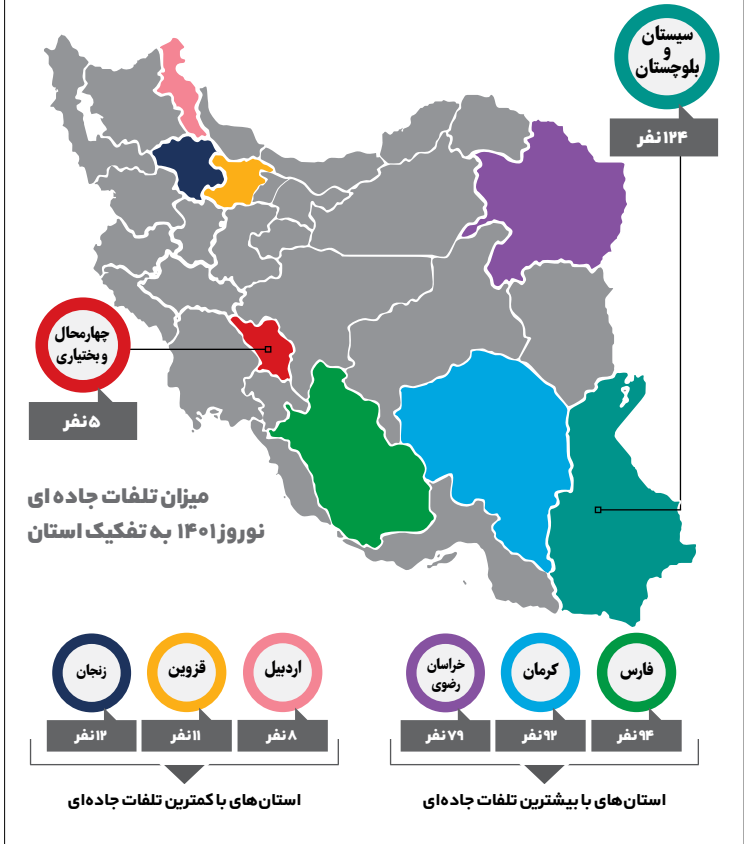 سیستان
و
بلوچستان
۱۲۴ نفر
چهارمحال
و بختیاری
۵ نفر
میزان تلفات جاده ای
نوروز ۱۴۰۱ به تفکیک استان
فارس
۹۴ نفر
کرمان
۹۲ نفر
خراسان
رضوی
۷۹ نفر
استان‌های با بیشترین تلفات جاده‌ای
اردبیل
۸ نفر
قزوین
۱۱ نفر
زنجان
۱۲ نفر
استان‌های با کمترین تلفات جاده‌ای